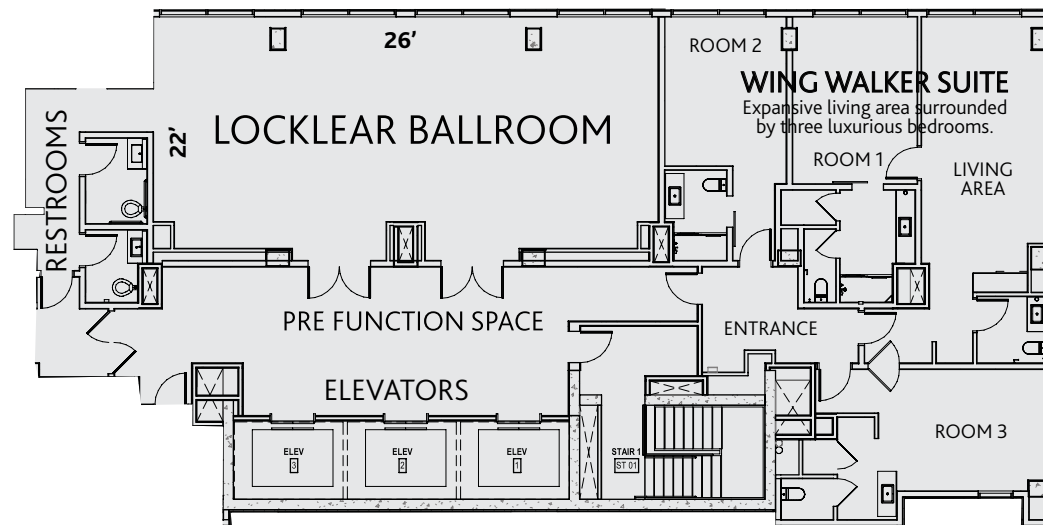 26'
ROOM 2
WING WALKER SUITE
Expansive living area surrounded
by three luxurious bedrooms.
RESTROOMS
22'
LOCKLEAR BALLROOM
ROOM 1
LIVING
AREA
PRE FUNCTION SPACE
ENTRANCE
ELEVATORS
ROOM 3
ELEV
3
ELEV
2
ELEV
1
STAIR 1
ST 01